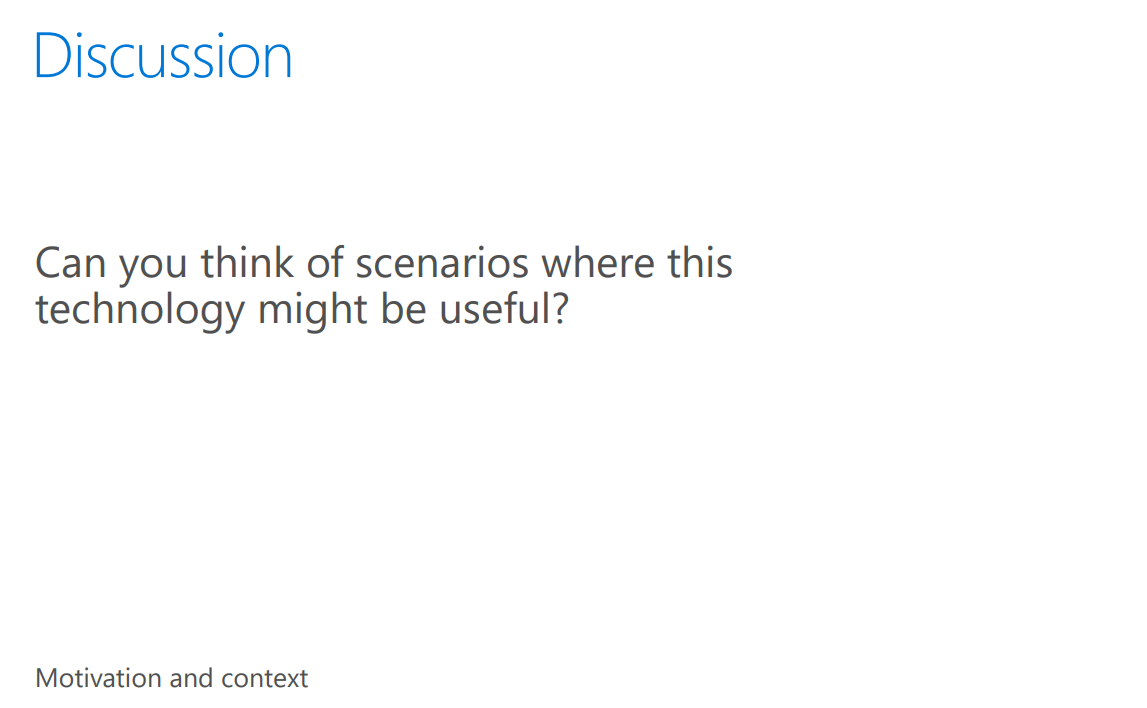 Discussion
Can you think of scenarios where this
technology might be useful?
Motivation and context